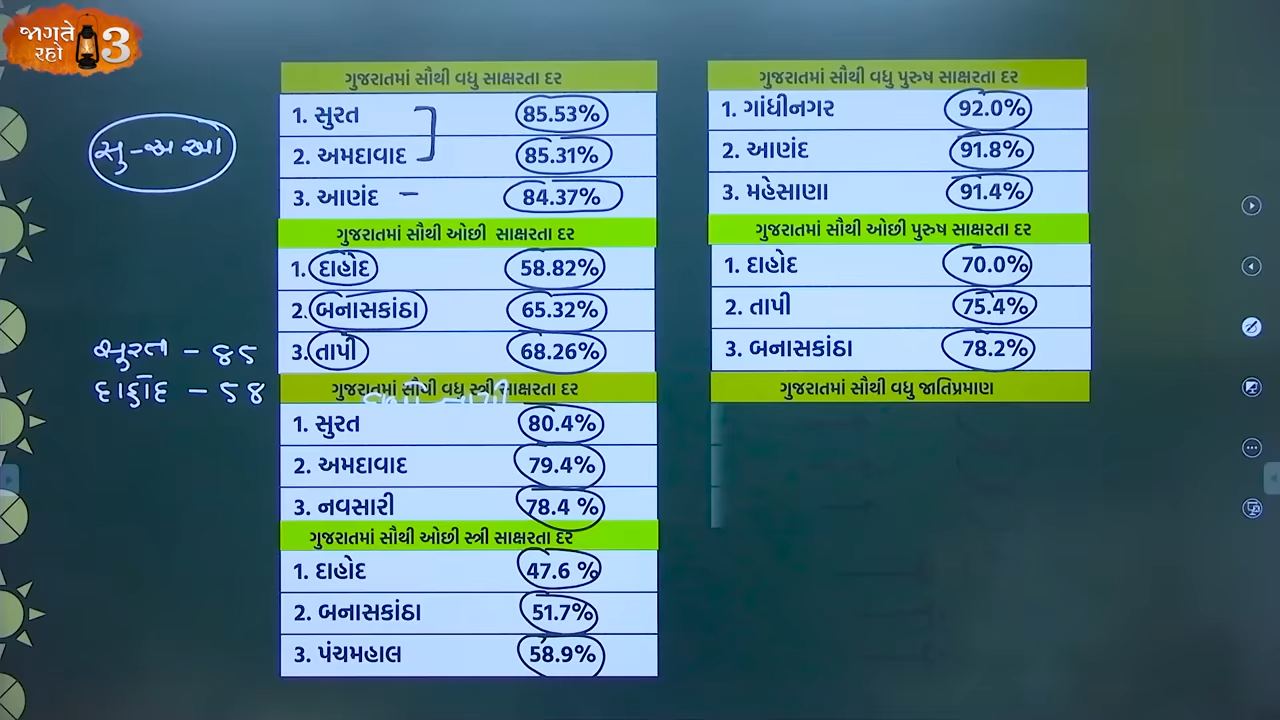 જાગતે
રહો 3
ગુજરાતમાં સૌથી વધુ સાક્ષરતા દર
1. સુરત 85.53%
2. અમદાવાદ 85.31%
3. આણંદ – 84.37%
સુ-અ આ
ગુજરાતમાં સૌથી ઓછી સાક્ષરતા દર
1. દાહોદ 58.82%
2. બનાસકાંઠા 65.32%
3. તાપી 68.26%
સુરત – ૪૫
દાહોદ – 58
ગુજરાતમાં સૌથી વધુ સ્ત્રી સાક્ષરતા દર
1. સુરત 80.4%
2. અમદાવાદ 79.4%
3. નવસારી 78.4 %
ગુજરાતમાં સૌથી ઓછી સ્ત્રી સાક્ષરતા દર
1. દાહોદ 47.6 %
2. બનાસકાંઠા 51.7%
3. પંચમહાલ 58.9%
ગુજરાતમાં સૌથી વધુ પુરુષ સાક્ષરતા દર
1. ગાંધીનગર 92.0%
2. આણંદ 91.8%
3. મહેસાણા 91.4%
ગુજરાતમાં સૌથી ઓછી પુરુષ સાક્ષરતા દર
1. દાહોદ 70.0%
2. તાપી 75.4%
3. બનાસકાંઠા 78.2%
ગુજરાતમાં સૌથી વધુ જાતિપ્રમાણ